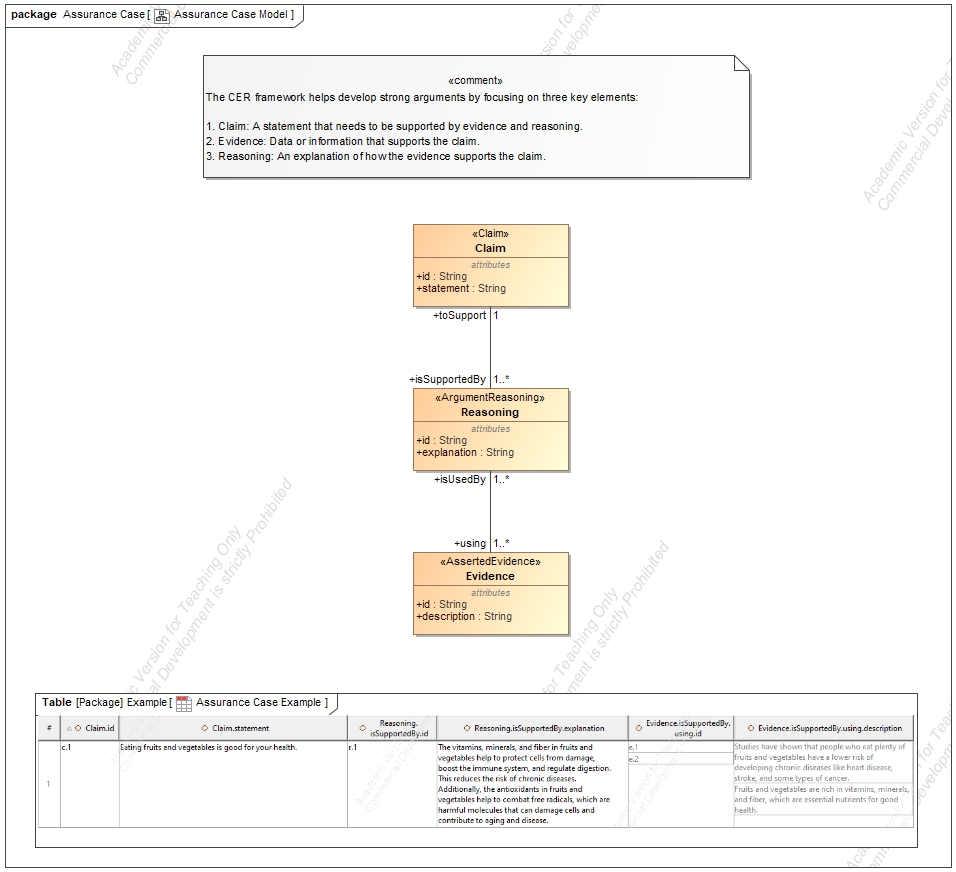 package Assurance Case [ Assurance Case Model ]
«comment»
The CER framework helps develop strong arguments by focusing on three key elements:
1. Claim: A statement that needs to be supported by evidence and reasoning.
2. Evidence: Data or information that supports the claim.
3. Reasoning: An explanation of how the evidence supports the claim.
«Claim»
Claim
attributes
+id : String
+statement : String
+toSupport 1
+isSupportedBy 1..*
«ArgumentReasoning»
Reasoning
attributes
+id : String
+explanation : String
+isUsedBy 1..*
+using 1..*
«AssertedEvidence»
Evidence
attributes
+id : String
+description : String
Table [Package] Example [ Assurance Case Example ]
# Claim.id Claim.statement Reasoning.isSupportedBy.id Reasoning.isSupportedBy.explanation Evidence.isSupportedBy.using.id Evidence.isSupportedBy.using.description
1
c.1
Eating fruits and vegetables is good for your health.
r.1
The vitamins, minerals, and fiber in fruits and
vegetables help to protect cells from damage,
boost the immune system, and regulate digestion.
This reduces the risk of chronic diseases.
Additionally, the antioxidants in fruits and
vegetables help to combat free radicals, which are
harmful molecules that can damage cells and
contribute to aging and disease.
e.1
e.2
Studies have shown that people who eat plenty of
fruits and vegetables have a lower risk of
developing chronic diseases like heart disease,
stroke, and some types of cancer.
Fruits and vegetables are rich in vitamins, minerals,
and fiber, which are essential nutrients for good
health.
Academic Version for
Commercial Devel
Version for Teaching Only
Development is strictly Prohibited
for Teaching Only
ment is strictly Prohibited